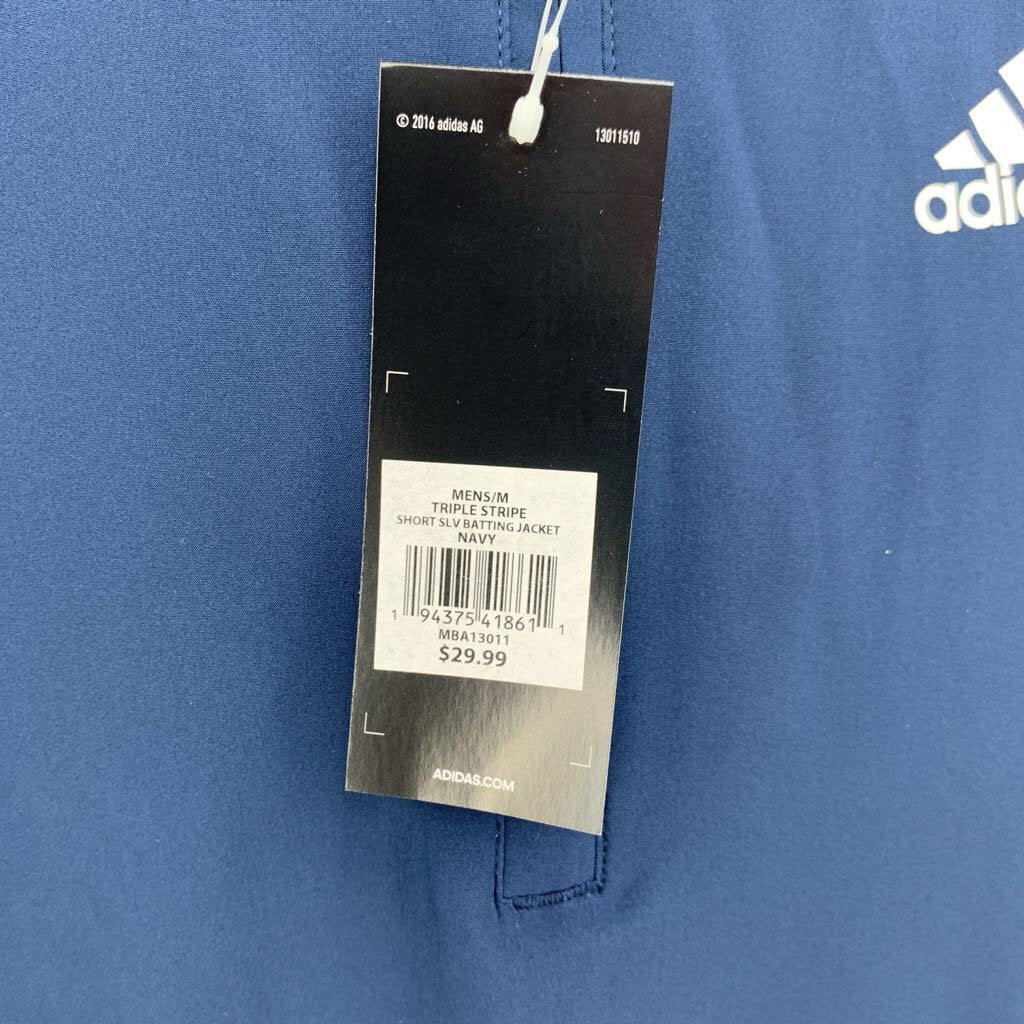 © 2016 adidas AG
13011510
MENS/M
TRIPLE STRIPE
SHORT SLV BATTING JACKET
NAVY
1 94375 41861 1
MBA13011
$29.99
ADIDAS.COM